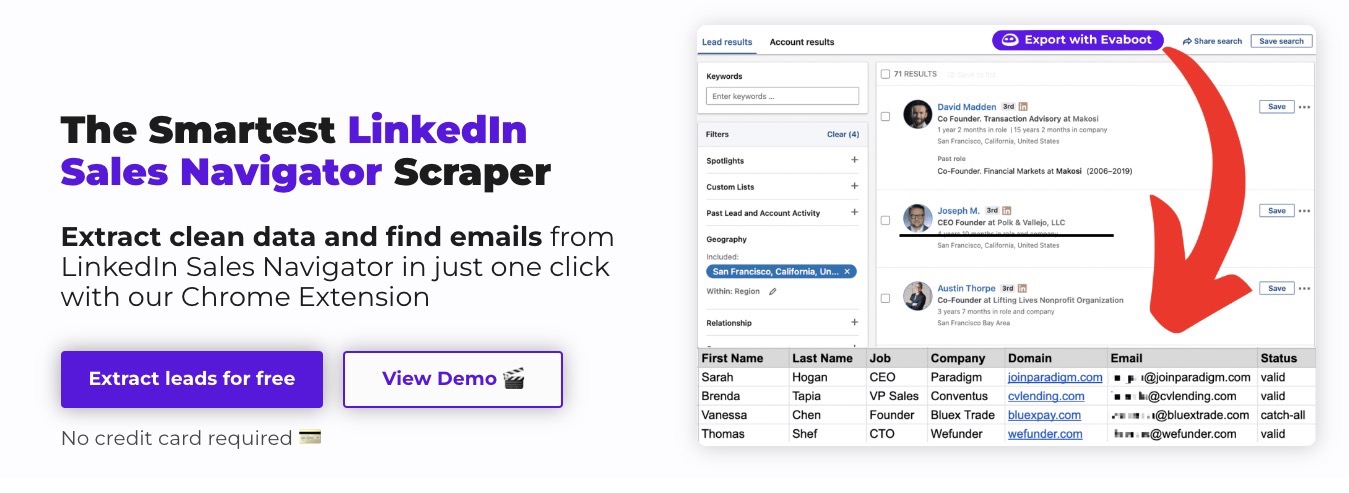 The Smartest LinkedIn
Sales Navigator Scraper
Extract clean data and find emails from
LinkedIn Sales Navigator in just one click
with our Chrome Extension
Extract leads for free
View Demo
No credit card required
Lead results Account results Export with Evaboot Share search Save search
Keywords
Enter keywords ...
Filters Clear (4)
Spotlights +
Custom Lists +
Past Lead and Account Activity +
Geography
Included:
San Francisco, California, Un... ×
Within: Region
Relationship +
71 RESULTS Save to list
David Madden 3rd in Save ...
Co Founder. Transaction Advisory at Makosi
1 year 2 months in role | 15 years 2 months in company
San Francisco, California, United States
Past role
Co-Founder. Financial Markets at Makosi (2006–2019)
Joseph M. 3rd in Save ...
CEO Founder at Polk & Vallejo, LLC
San Francisco, California, United States
Austin Thorpe 3rd in Save ...
Co-Founder at Lifting Lives Nonprofit Organization
3 years 7 months in role and company
San Francisco Bay Area
First Name Last Name Job Company Domain Email Status
Sarah Hogan CEO Paradigm joinparadigm.com @joinparadigm.com valid
Brenda Tapia VP Sales Conventus cvlending.com @cvlending.com valid
Vanessa Chen Founder Bluex Trade bluexpay.com @bluextrade.com catch-all
Thomas Shef CTO Wefunder wefunder.com @wefunder.com valid